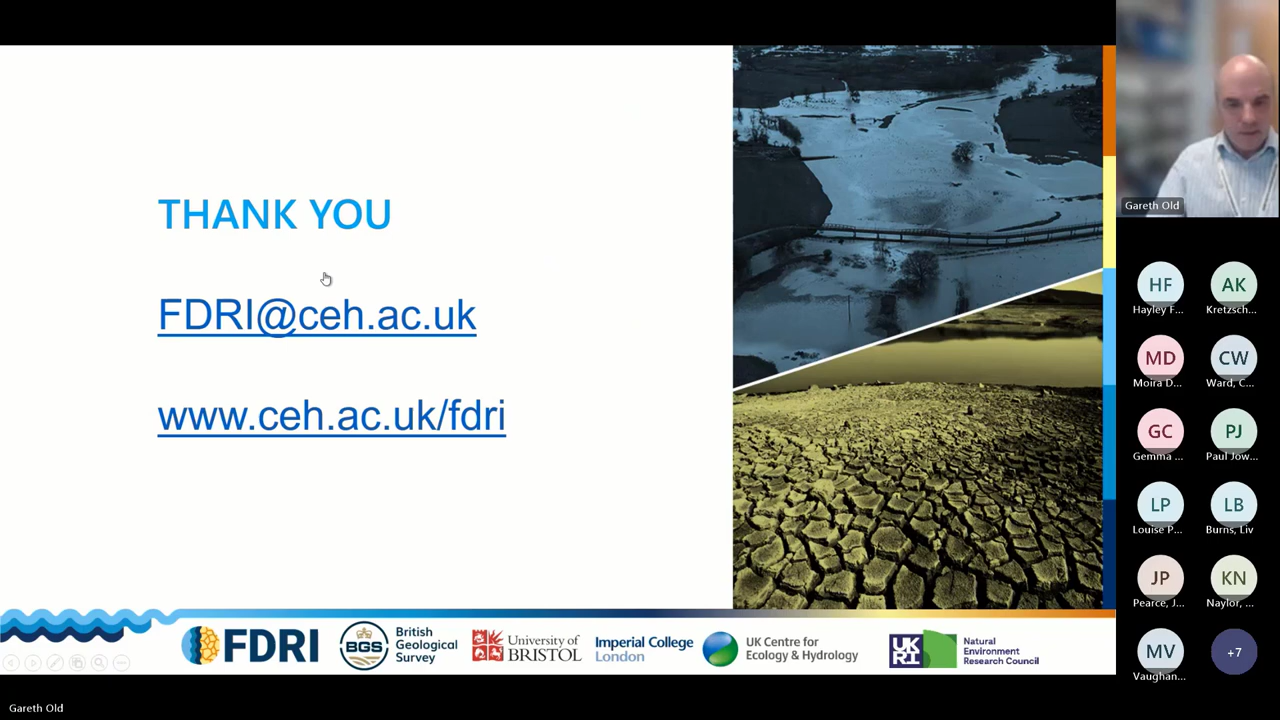 THANK YOU
FDRI@ceh.ac.uk
www.ceh.ac.uk/fdri
FDRI
BGS
British
Geological
Survey
University of
BRISTOL
Imperial College
London
UK Centre for
Ecology & Hydrology
UK
RI
Natural
Environment
Research Council
Gareth Old
Gareth Old
HF
Hayley F...
AK
Kretzsch...
MD
Moira D...
CW
Ward, C...
GC
Gemma ...
PJ
Paul Jow...
LP
Louise P...
LB
Burns, Liv
JP
Pearce, J...
KN
Naylor, ...
MV
Vaughan...
+7